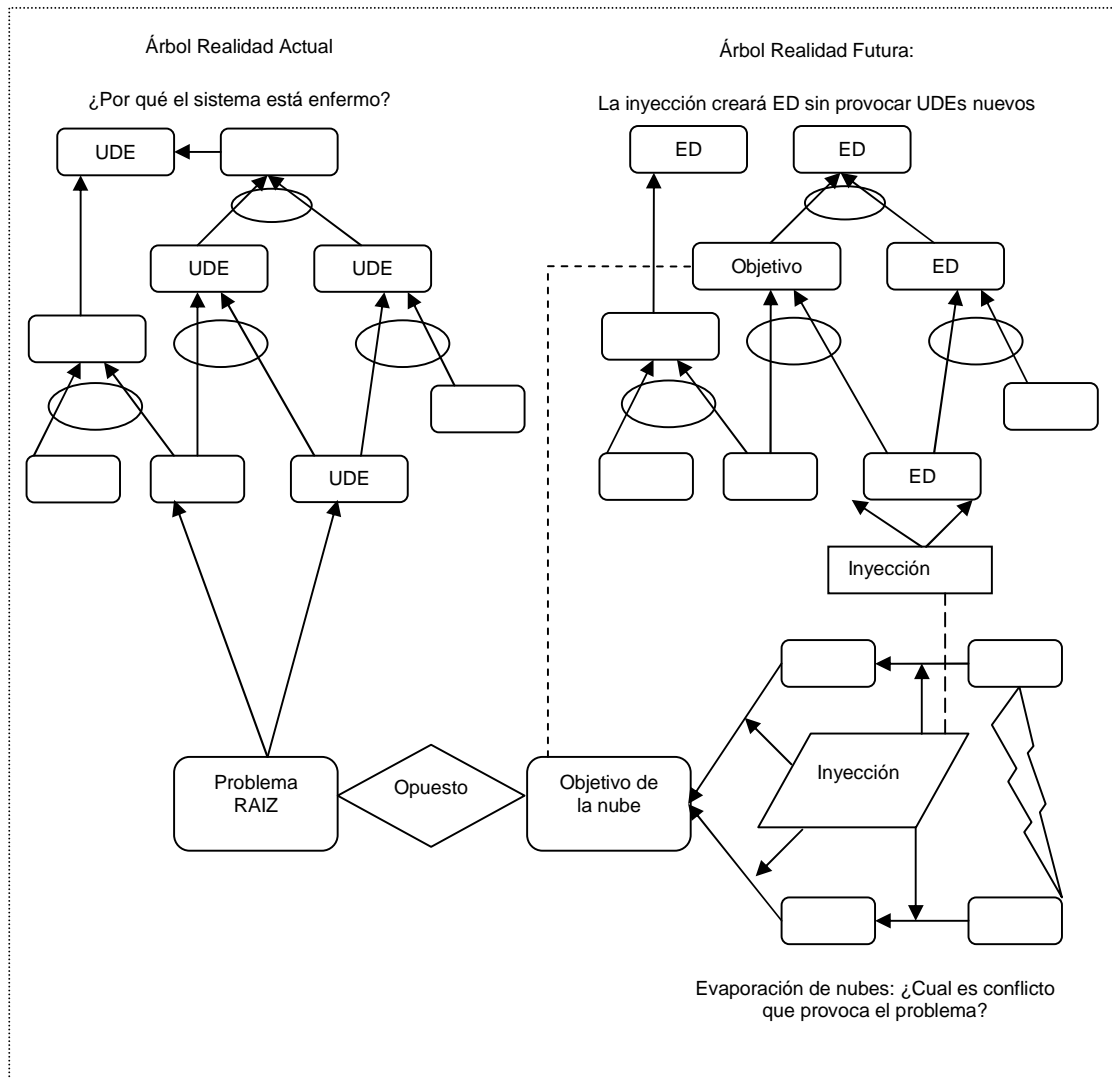 Árbol Realidad Actual
¿Por qué el sistema está enfermo?
UDE
UDE
UDE
UDE
Problema
RAIZ
Opuesto
Árbol Realidad Futura:
La inyección creará ED sin provocar UDEs nuevos
ED
ED
Objetivo
ED
ED
Inyección
Objetivo de
la nube
Inyección
Evaporación de nubes: ¿Cual es conflicto
que provoca el problema?